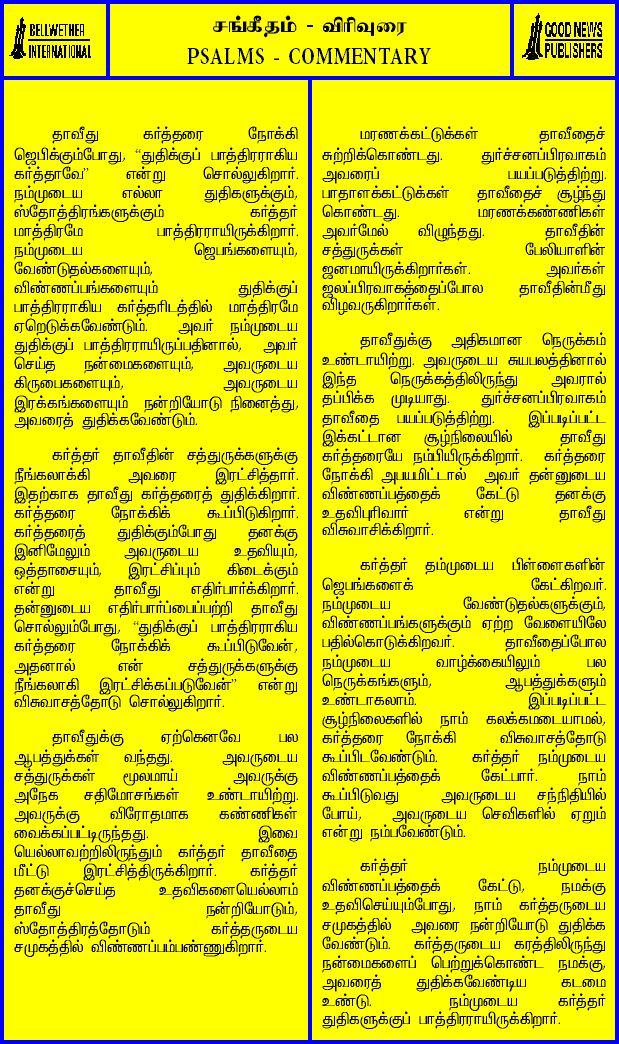 BELLWETHER
INTERNATIONAL
சங்கீதம் - விரிவுரை
PSALMS - COMMENTARY
GOOD NEWS
PUBLISHERS
தாவீது கர்த்தரை நோக்கி
ஜெபிக்கும்போது, "துதிக்குப் பாத்திரராகிய
கர்த்தாவே" என்று சொல்லுகிறார்.
நம்முடைய எல்லா துதிகளுக்கும்,
ஸ்தோத்திரங்களுக்கும் கர்த்தர்
மாத்திரமே பாத்திரராயிருக்கிறார்.
நம்முடைய ஜெபங்களையும்,
வேண்டுதல்களையும்,
விண்ணப்பங்களையும் துதிக்குப்
பாத்திரராகிய கர்த்தரிடத்தில் மாத்திரமே
ஏறெடுக்கவேண்டும். அவர் நம்முடைய
துதிக்குப் பாத்திரராயிருப்பதினால், அவர்
செய்த நன்மைகளையும், அவருடைய
கிருபைகளையும், அவருடைய
இரக்கங்களையும் நன்றியோடு நினைத்து,
அவரைத் துதிக்கவேண்டும்.
கர்த்தர் தாவீதின் சத்துருக்களுக்கு
நீங்கலாக்கி அவரை இரட்சித்தார்.
இதற்காக தாவீது கர்த்தரைத் துதிக்கிறார்.
கர்த்தரை நோக்கிக் கூப்பிடுகிறார்.
கர்த்தரைத் துதிக்கும்போது தனக்கு
இனிமேலும் அவருடைய உதவியும்,
ஒத்தாசையும், இரட்சிப்பும் கிடைக்கும்
என்று தாவீது எதிர்பார்க்கிறார்.
தன்னுடைய எதிர்பார்ப்பைப்பற்றி தாவீது
சொல்லும்போது, "துதிக்குப் பாத்திரராகிய
கர்த்தரை நோக்கிக் கூப்பிடுவேன்,
அதனால் என் சத்துருக்களுக்கு
நீங்கலாகி இரட்சிக்கப்படுவேன்" என்று
விசுவாசத்தோடு சொல்லுகிறார்.
தாவீதுக்கு ஏற்கெனவே பல
ஆபத்துக்கள் வந்தது. அவருடைய
சத்துருக்கள் மூலமாய் அவருக்கு
அநேக சதிமோசங்கள் உண்டாயிற்று.
அவருக்கு விரோதமாக கண்ணிகள்
வைக்கப்பட்டிருந்தது. இவை
யெல்லாவற்றிலிருந்தும் கர்த்தர் தாவீதை
மீட்டு இரட்சித்திருக்கிறார். கர்த்தர்
தனக்குச்செய்த உதவிகளையெல்லாம்
தாவீது நன்றியோடும்,
ஸ்தோத்திரத்தோடும் கர்த்தருடைய
சமுகத்தில் விண்ணப்பம்பண்ணுகிறார்.
மரணக்கட்டுக்கள் தாவீதைச்
சுற்றிக்கொண்டது. துர்ச்சனப்பிரவாகம்
அவரைப் பயப்படுத்திற்று.
பாதாளக்கட்டுக்கள் தாவீதைச் சூழ்ந்து
கொண்டது. மரணக்கண்ணிகள்
அவர்மேல் விழுந்தது. தாவீதின்
சத்துருக்கள் பேலியாளின்
ஜனமாயிருக்கிறார்கள். அவர்கள்
ஜலப்பிரவாகத்தைப்போல தாவீதின்மீது
விழவருகிறார்கள்.
தாவீதுக்கு அதிகமான நெருக்கம்
உண்டாயிற்று. அவருடைய சுயபலத்தினால்
இந்த நெருக்கத்திலிருந்து அவரால்
தப்பிக்க முடியாது. துர்ச்சனப்பிரவாகம்
தாவீதை பயப்படுத்திற்று. இப்படிப்பட்ட
இக்கட்டான சூழ்நிலையில் தாவீது
கர்த்தரையே நம்பியிருக்கிறார். கர்த்தரை
நோக்கி அபயமிட்டால் அவர் தன்னுடைய
விண்ணப்பத்தைக் கேட்டு தனக்கு
உதவிபுரிவார் என்று தாவீது
விசுவாசிக்கிறார்.
கர்த்தர் தம்முடைய பிள்ளைகளின்
ஜெபங்களைக் கேட்கிறவர்.
நம்முடைய வேண்டுதல்களுக்கும்,
விண்ணப்பங்களுக்கும் ஏற்ற வேளையிலே
பதில்கொடுக்கிறவர். தாவீதைப்போல
நம்முடைய வாழ்க்கையிலும் பல
நெருக்கங்களும், ஆபத்துக்களும்
உண்டாகலாம். இப்படிப்பட்ட
சூழ்நிலைகளில் நாம் கலக்கமடையாமல்,
கர்த்தரை நோக்கி விசுவாசத்தோடு
கூப்பிடவேண்டும். கர்த்தர் நம்முடைய
விண்ணப்பத்தைக் கேட்பார். நாம்
கூப்பிடுவது அவருடைய சந்நிதியில்
போய், அவருடைய செவிகளில் ஏறும்
என்று நம்பவேண்டும்.
கர்த்தர் நம்முடைய
விண்ணப்பத்தைக் கேட்டு, நமக்கு
உதவிசெய்யும்போது, நாம் கர்த்தருடைய
சமுகத்தில் அவரை நன்றியோடு துதிக்க
வேண்டும். கர்த்தருடைய கரத்திலிருந்து
நன்மைகளைப் பெற்றுக்கொண்ட நமக்கு,
அவரைத் துதிக்கவேண்டிய கடமை
உண்டு. நம்முடைய கர்த்தர்
துதிகளுக்குப் பாத்திரராயிருக்கிறார்.